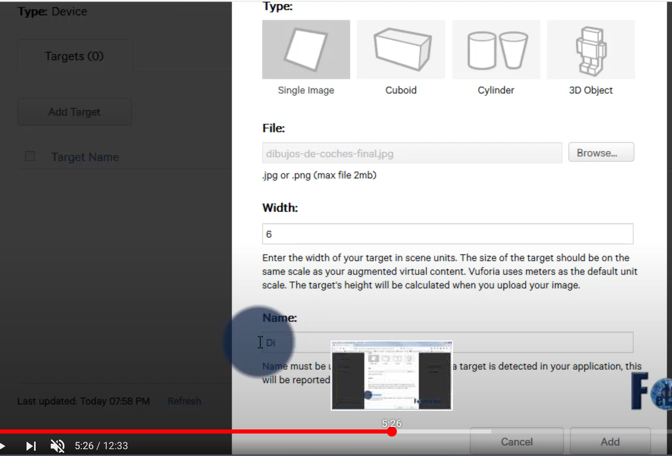 Type: Device
Targets (0)
Add Target
Target Name
Last updated: Today 07:58 PM Refresh
Type:
Single Image Cuboid Cylinder 3D Object
File:
dibujos-de-coches-final.jpg Browse...
.jpg or .png (max file 2mb)
Width:
6
Enter the width of your target in scene units. The size of the target should be on the
same scale as your augmented virtual content. Vuforia uses meters as the default unit
scale. The target's height will be calculated when you upload your image.
Name:
Di
Name must be a target is detected in your application, this
will be reported
5:26
5:26 / 12:33
Cancel Add